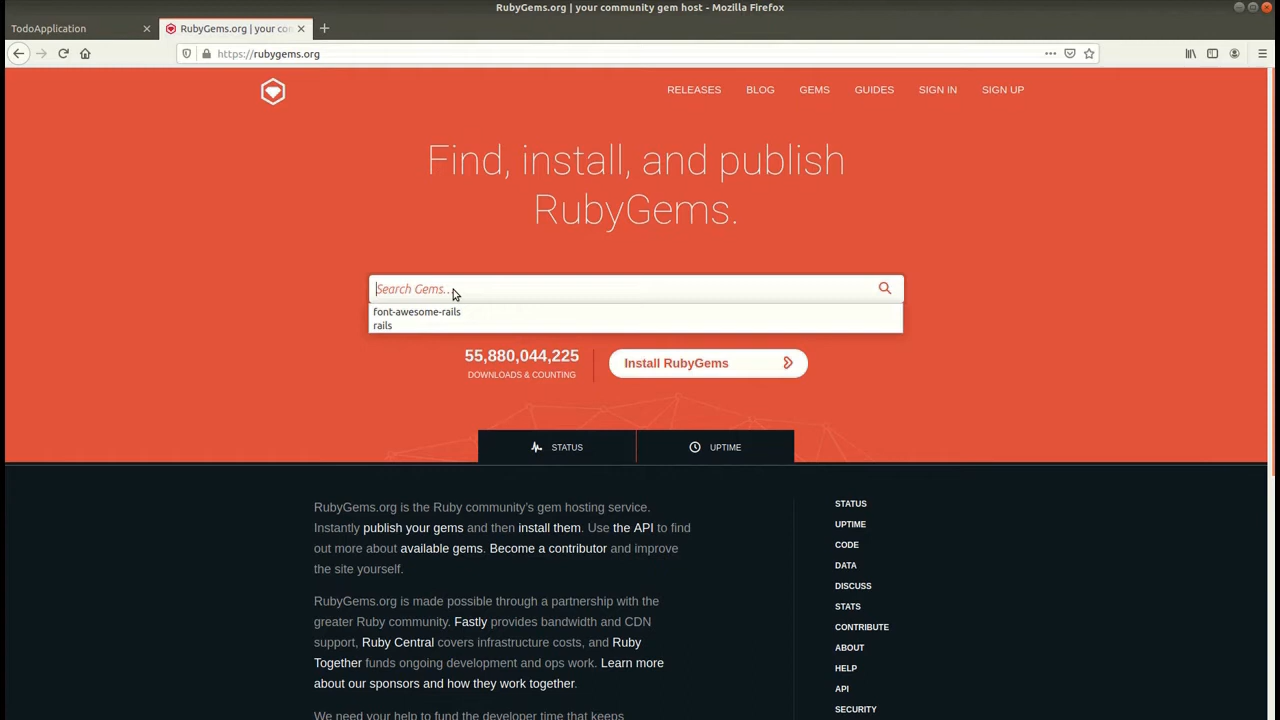 RubyGems.org | your community gem host - Mozilla Firefox
TodoApplication
RubyGems.org | your con
https://rubygems.org
RELEASES
BLOG
GEMS
GUIDES
SIGN IN
SIGN UP
Find, install, and publish
RubyGems.
Search Gems…
font-awesome-rails
rails
55,880,044,225
DOWNLOADS & COUNTING
Install RubyGems
STATUS
UPTIME
RubyGems.org is the Ruby community’s gem hosting service.
Instantly publish your gems and then install them. Use the API to find
out more about available gems. Become a contributor and improve
the site yourself.
RubyGems.org is made possible through a partnership with the
greater Ruby community. Fastly provides bandwidth and CDN
support, Ruby Central covers infrastructure costs, and Ruby
Together funds ongoing development and ops work. Learn more
about our sponsors and how they work together.
We need your help to fund the developer time that keeps
STATUS
UPTIME
CODE
DATA
DISCUSS
STATS
CONTRIBUTE
ABOUT
HELP
API
SECURITY